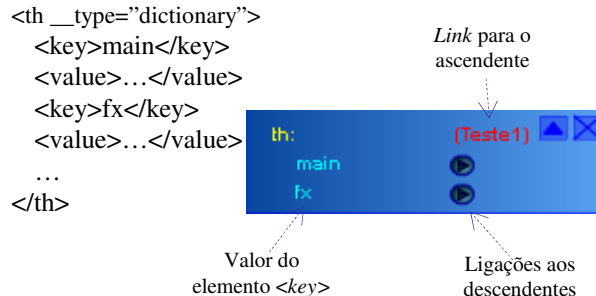 <th __type=”dictionary”>
<key>main</key>
<value>…</value>
<key>fx</key>
<value>…</value>
…
</th>
Link para o
ascendente
th: (Teste1)
main
fx
Valor do
elemento <key>
Ligações aos
descendentes